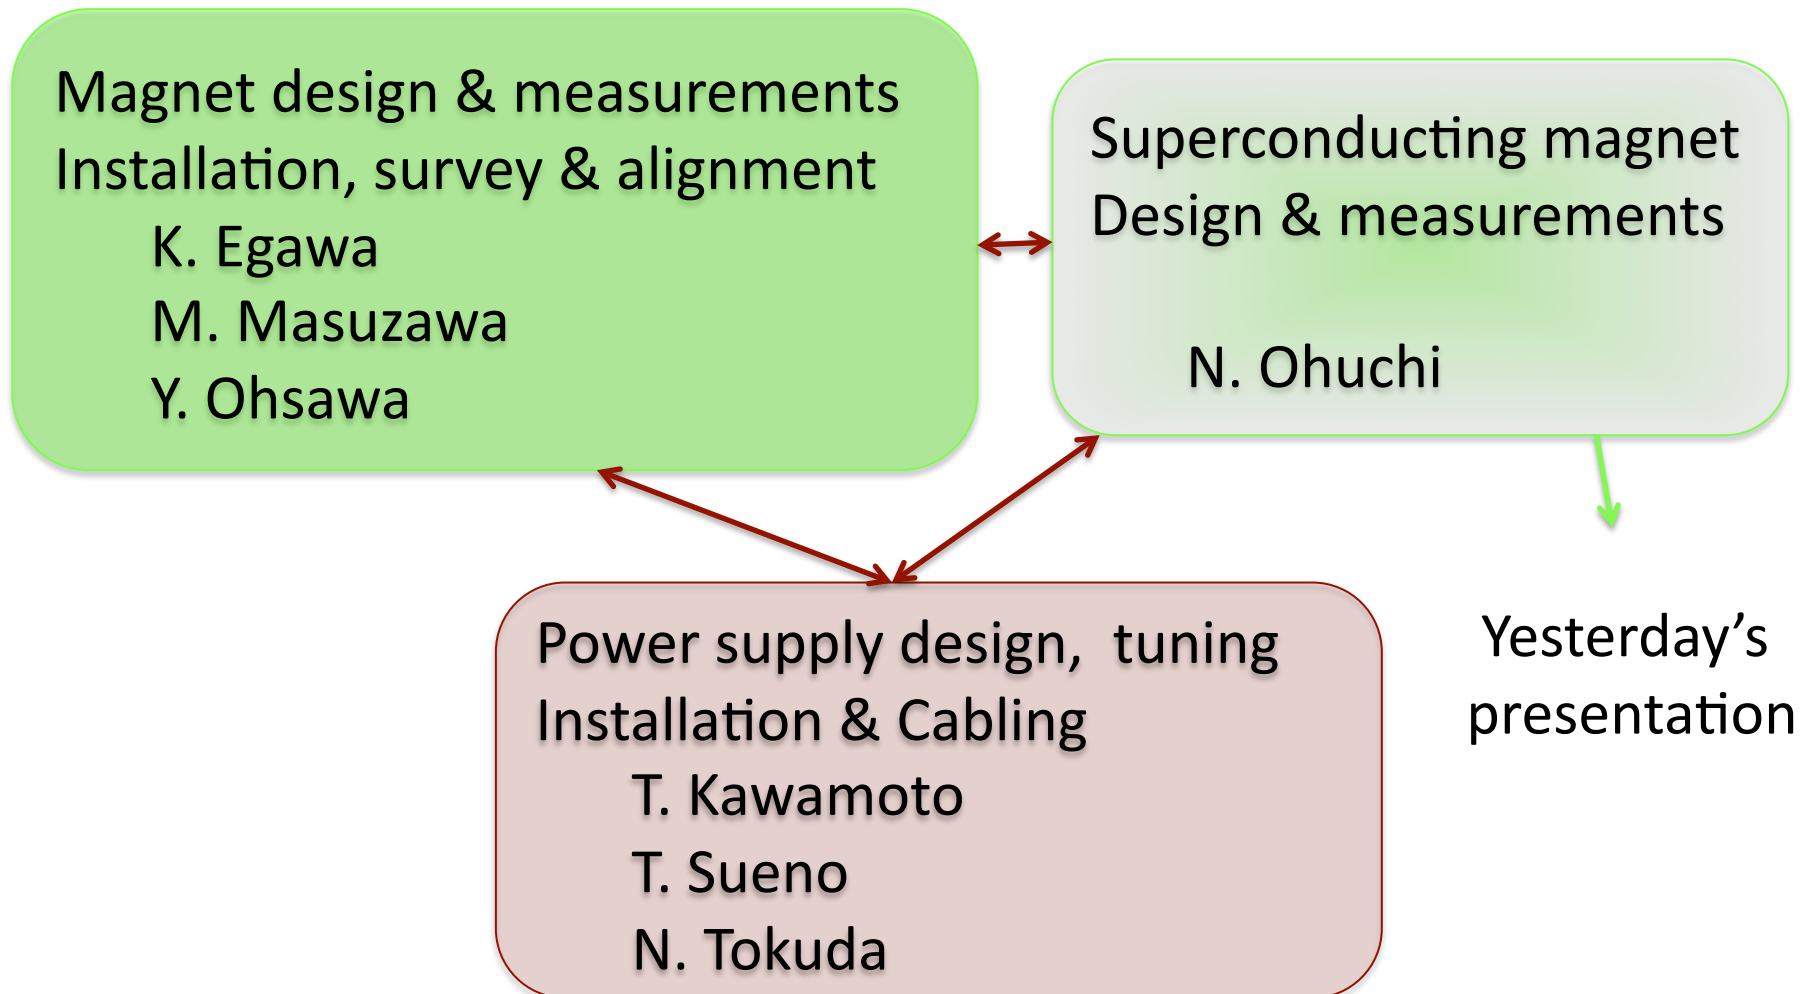 Magnet design & measurements
Installation, survey & alignment
K. Egawa
M. Masuzawa
Y. Ohsawa
Superconducting magnet
Design & measurements
N. Ohuchi
Power supply design,  tuning
Installation & Cabling
T. Kawamoto
T. Sueno
N. Tokuda
Yesterday’s
presentation